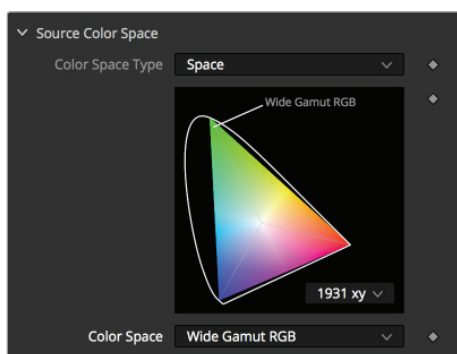 Source Color Space
Color Space Type Space
Wide Gamut RGB
1931 xy
Color Space Wide Gamut RGB